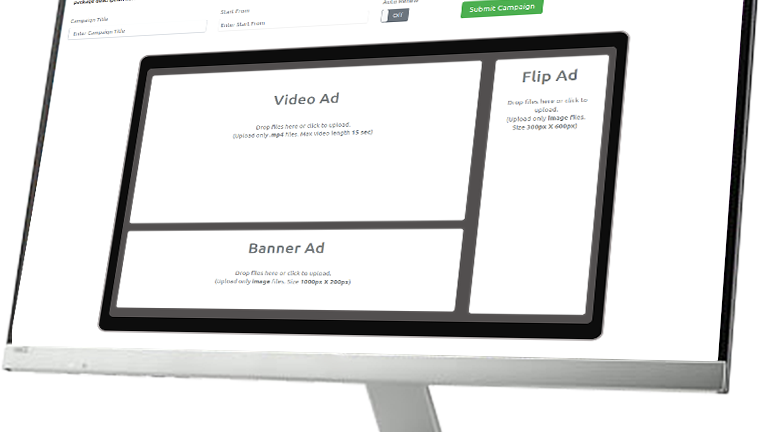 Campaign Title
Enter Campaign Title
Start From
Enter Start From
Off
Submit Campaign
Video Ad
Drop files here or click to upload.
(Upload only .mp4 files. Max video length 15 sec)
Flip Ad
Drop files here or click to
upload.
(Upload only image files.
Size 300px X 600px)
Banner Ad
Drop files here or click to upload.
(Upload only image files. Size 1000px X 200px)